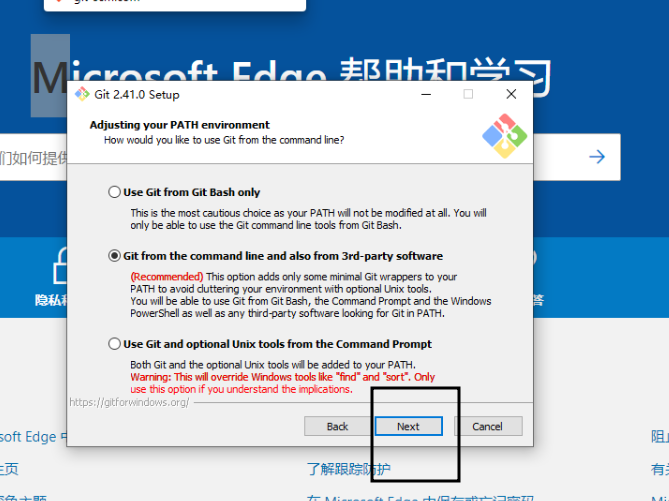 Microsoft Edge 帮助和学习
Git 2.41.0 Setup
Adjusting your PATH environment
How would you like to use Git from the command line?
们如何提供
Use Git from Git Bash only
This is the most cautious choice as your PATH will not be modified at all. You will
only be able to use the Git command line tools from Git Bash.
Git from the command line and also from 3rd-party software
(Recommended) This option adds only some minimal Git wrappers to your
PATH to avoid cluttering your environment with optional Unix tools.
You will be able to use Git from Git Bash, the Command Prompt and the Windows
PowerShell as well as any third-party software looking for Git in PATH.
隐私
答
Use Git and optional Unix tools from the Command Prompt
Both Git and the optional Unix tools will be added to your PATH.
Warning: This will override Windows tools like "find" and "sort". Only
use this option if you understand the implications.
https://gitforwindows.org/
Back Next Cancel
soft Edge 阻止
主页 了解跟踪防护 有关